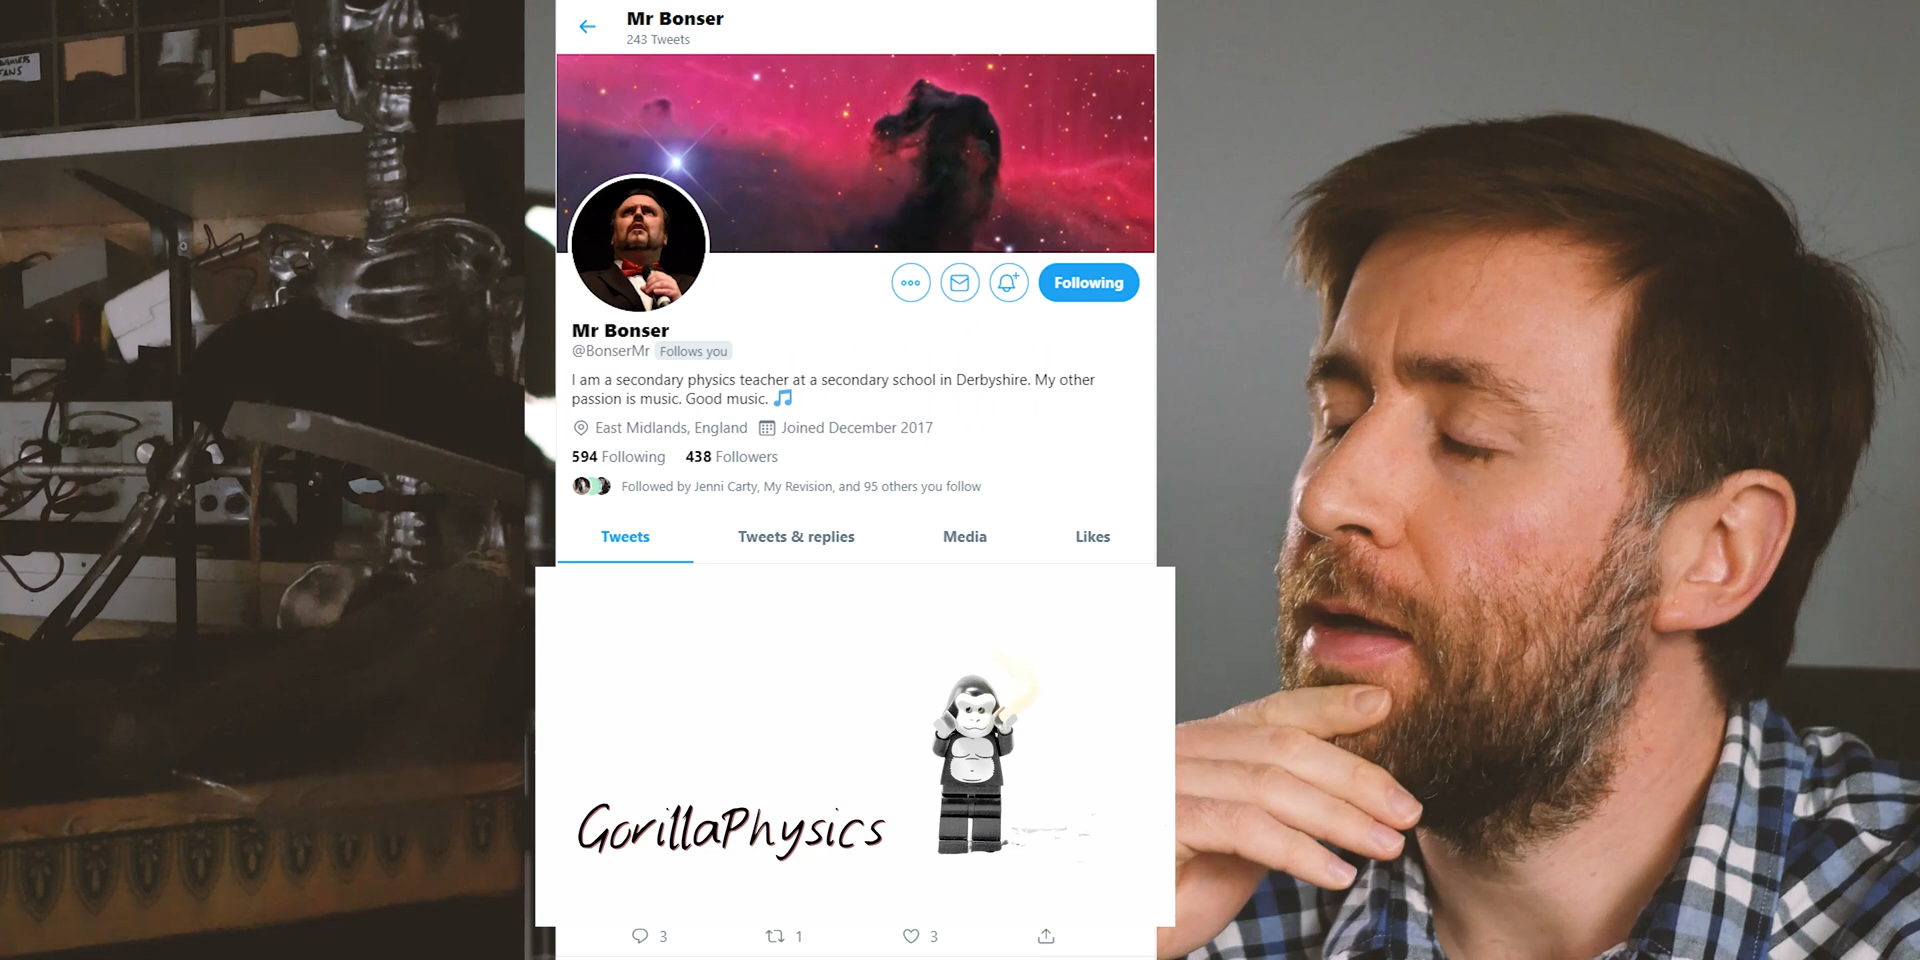 Mr Bonser
243 Tweets
Following
Mr Bonser
@BonserMr Follows you
I am a secondary physics teacher at a secondary school in Derbyshire. My other
passion is music. Good music. 🎵
East Midlands, England Joined December 2017
594 Following 438 Followers
Followed by Jenni Carty, My Revision, and 95 others you follow
Tweets Tweets & replies Media Likes
GorillaPhysics
3 1 3